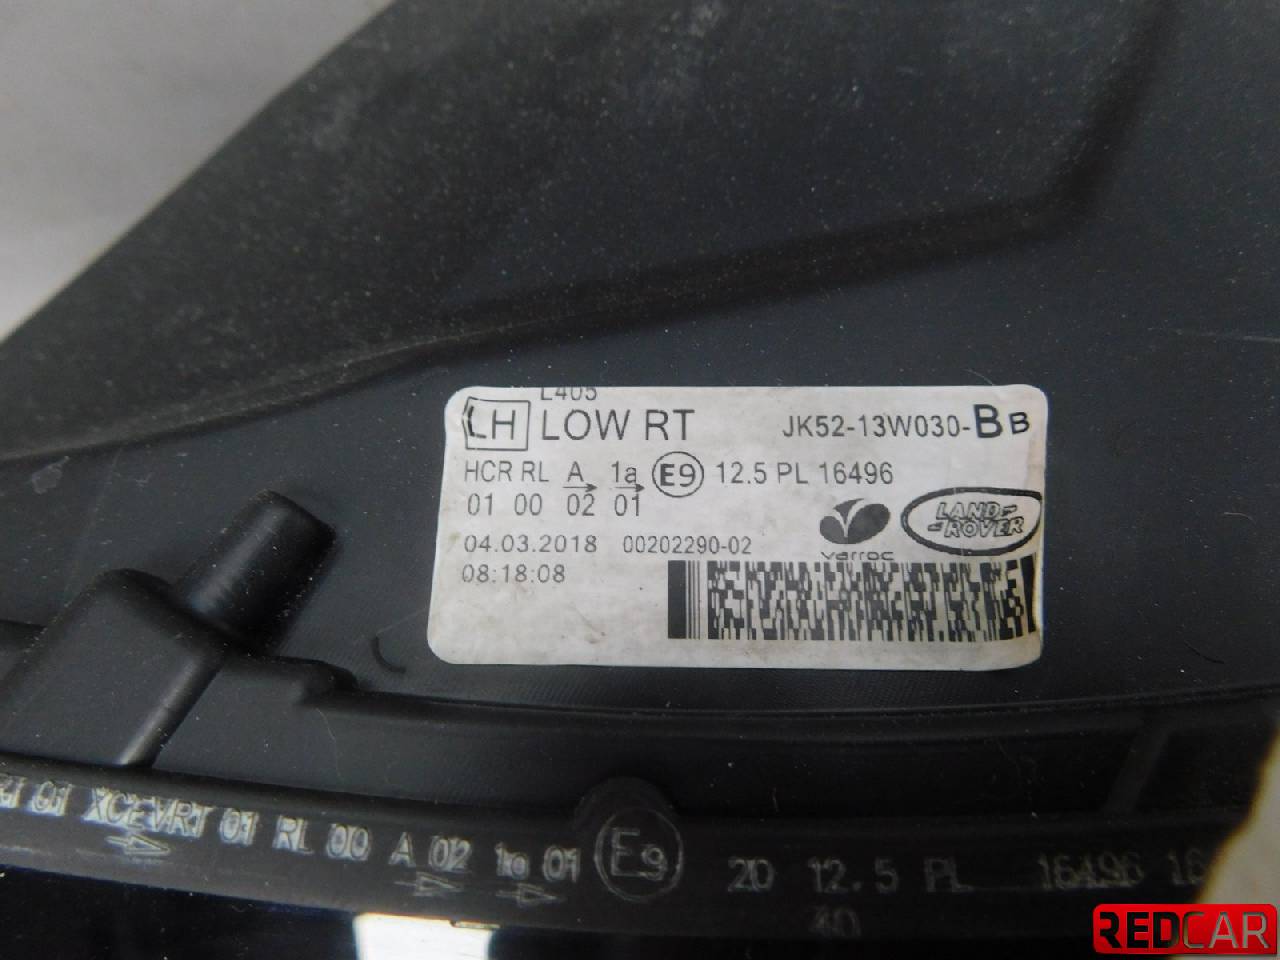 L405
LH LOW RT JK52-13W030-BB
HCR RL A 1a E9 12.5 PL 16496
01 00 02 01
LAND-
-ROVER
04.03.2018 00202290-02
varroc
08:18:08
01 XCEVRT 01 RL 00 A 02 1a 01 E9 20 12.5 PL 16496
40
REDCAR